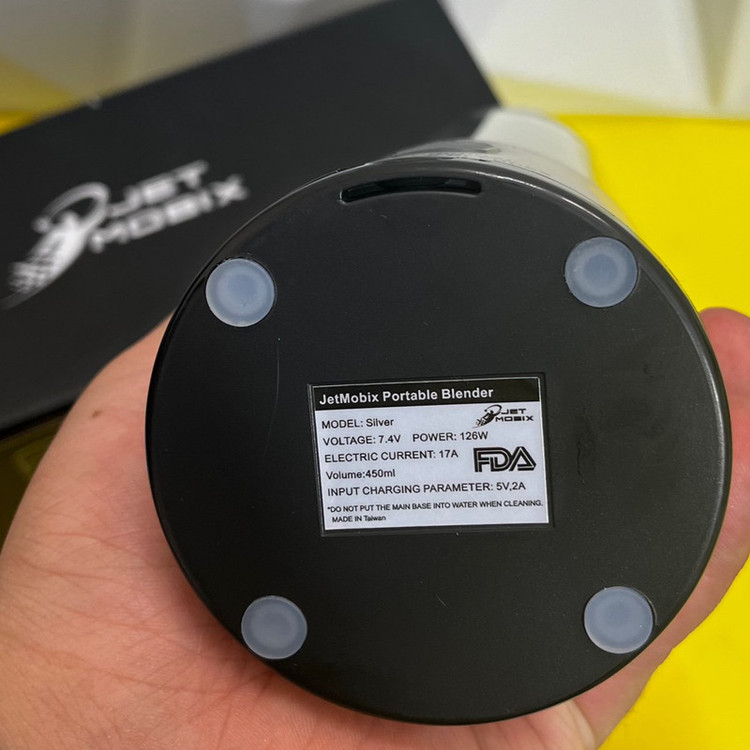 JET
MOBIX
JetMobix Portable Blender
MODEL: Silver
JET
MOBIX
VOLTAGE: 7.4V POWER: 126W
ELECTRIC CURRENT: 17A
FDA
Volume:450ml
INPUT CHARGING PARAMETER: 5V,2A
*DO NOT PUT THE MAIN BASE INTO WATER WHEN CLEANING.
MADE IN Taiwan